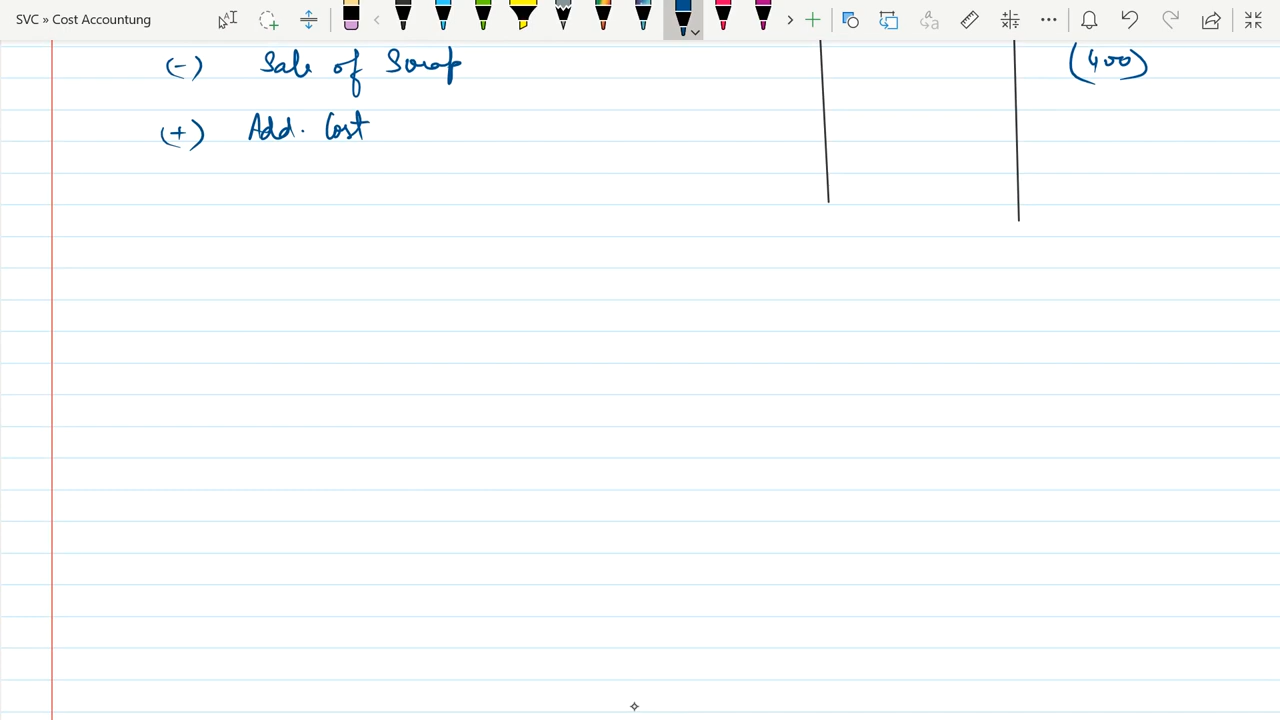 SVC » Cost Accountung
(-) Sale of Scrap (400)
(+) Add. Cost